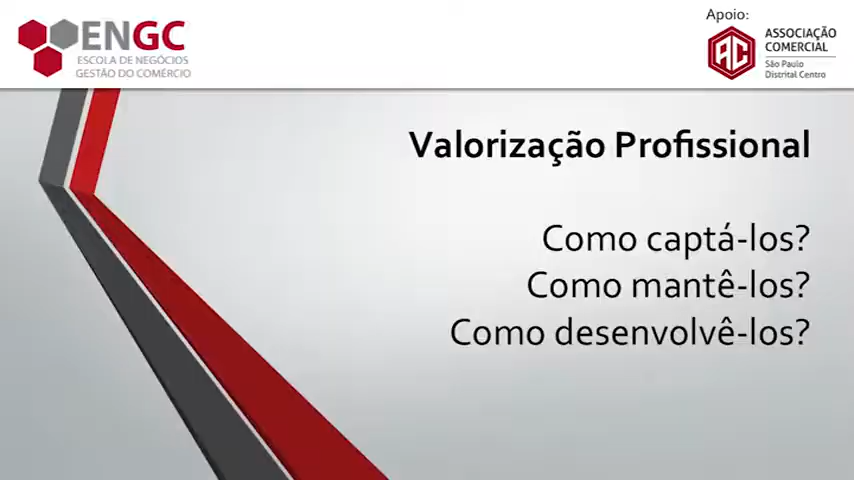 ENGC
ESCOLA DE NEGÓCIOS
GESTÃO DO COMÉRCIO
Apoio:
AC
ASSOCIAÇÃO
COMERCIAL
São Paulo
Distrital Centro
Valorização Profissional
Como captá-los?
Como mantê-los?
Como desenvolvê-los?